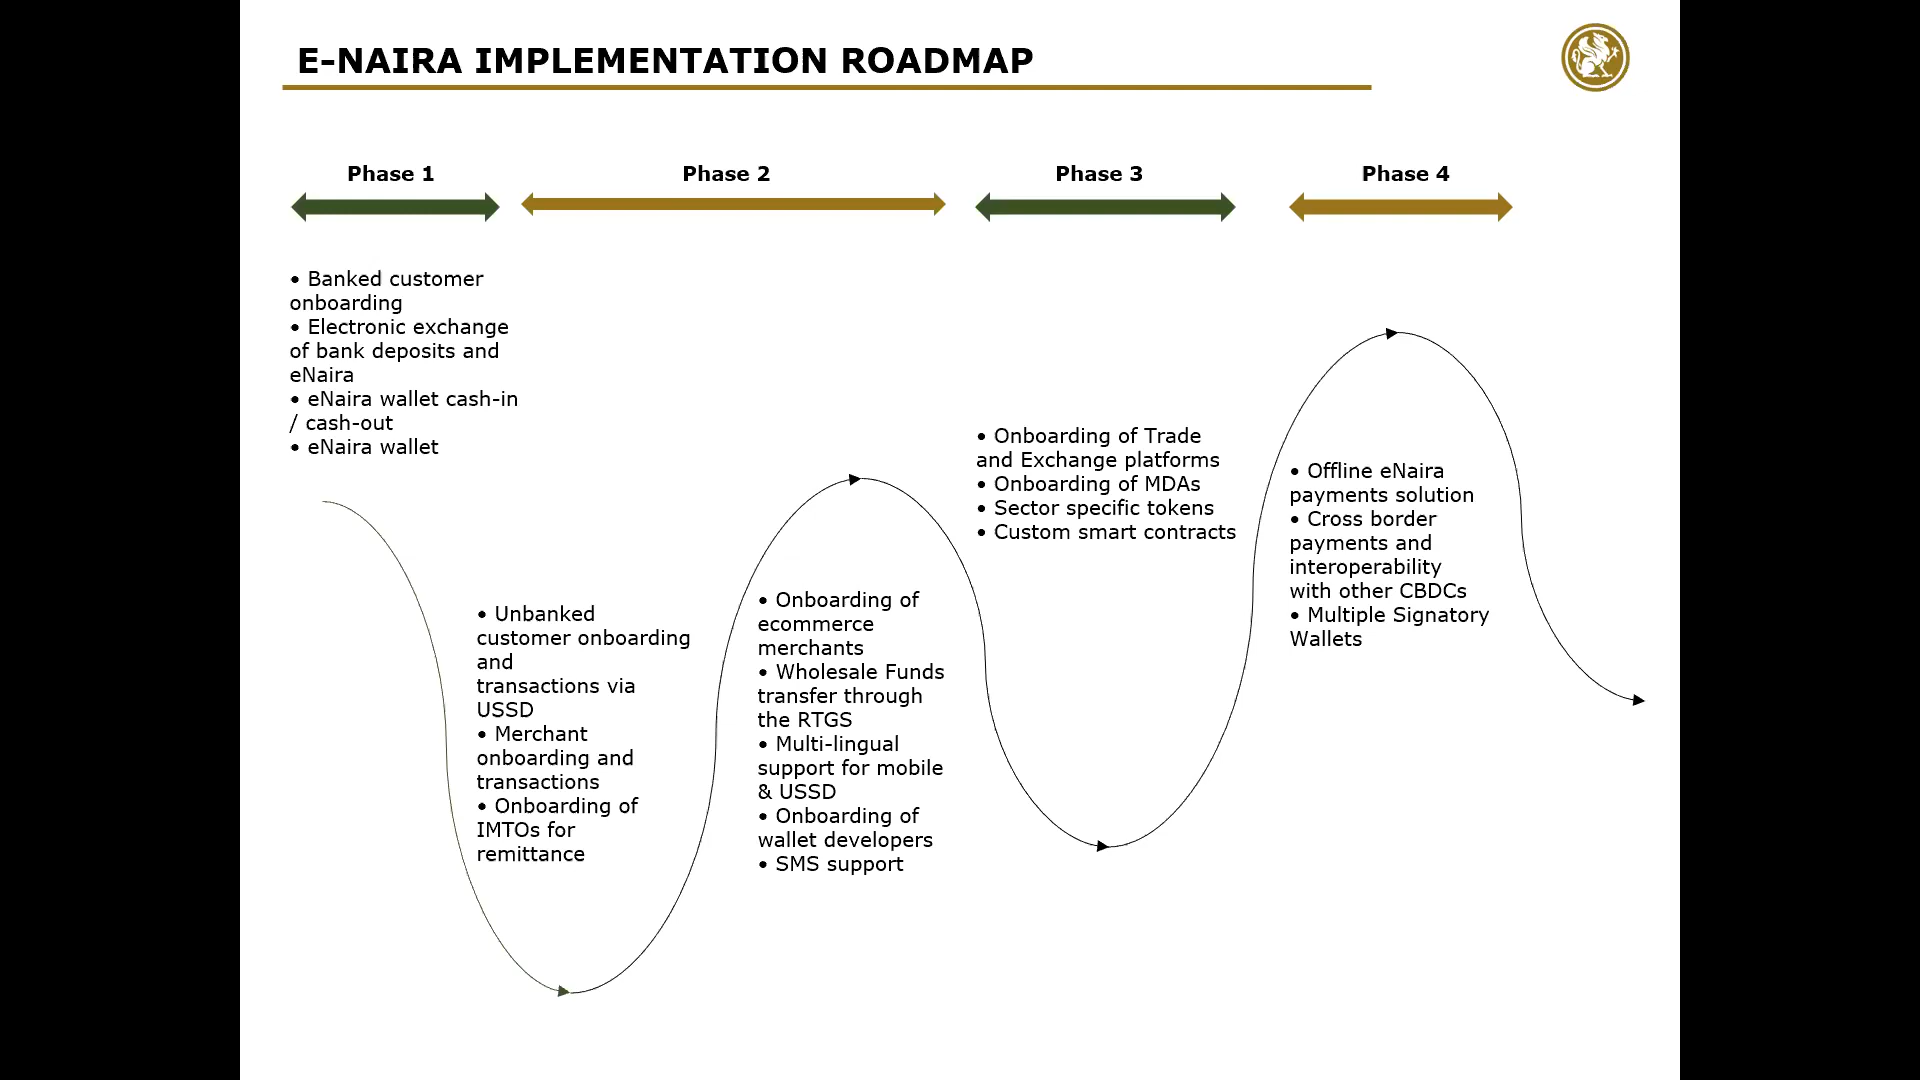 E-NAIRA IMPLEMENTATION ROADMAP
Phase 1
Phase 2
Phase 3
Phase 4
• Banked customer
onboarding
• Electronic exchange
of bank deposits and
eNaira
• eNaira wallet cash-in
/ cash-out
• eNaira wallet
• Unbanked
customer onboarding
and
transactions via
USSD
• Merchant
onboarding and
transactions
• Onboarding of
IMTOs for
remittance
• Onboarding of
ecommerce
merchants
• Wholesale Funds
transfer through
the RTGS
• Multi-lingual
support for mobile
& USSD
• Onboarding of
wallet developers
• SMS support
• Onboarding of Trade
and Exchange platforms
• Onboarding of MDAs
• Sector specific tokens
• Custom smart contracts
• Offline eNaira
payments solution
• Cross border
payments and
interoperability
with other CBDCs
• Multiple Signatory
Wallets